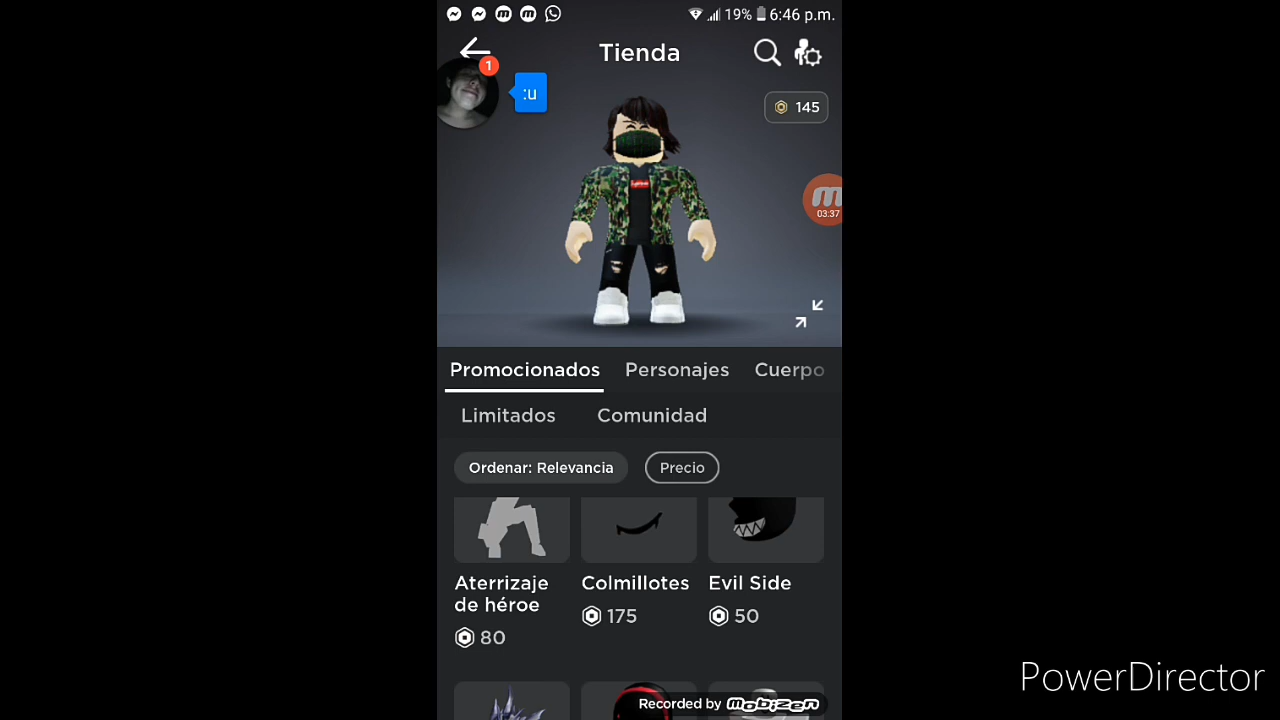 19% 6:46 p.m.
Tienda
1
:u
145
Supreme
03:37
Promocionados Personajes Cuerpo
Limitados Comunidad
Ordenar: Relevancia Precio
Aterrizaje de héroe
80
Colmillotes
175
Evil Side
50
Recorded by mobizen
PowerDirector